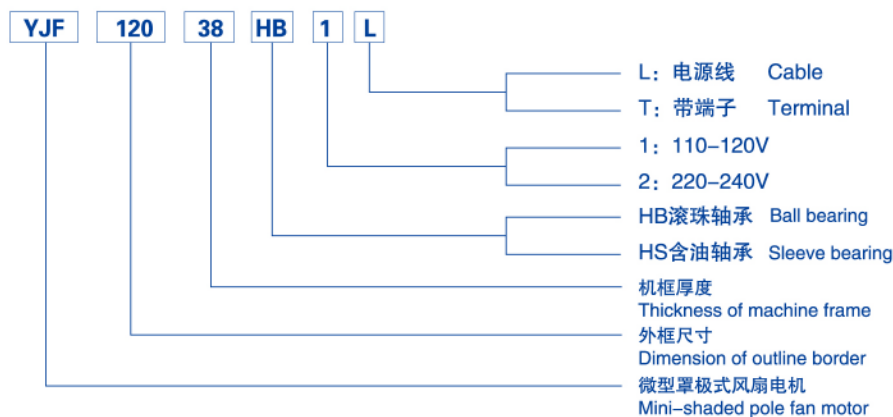 YJF 120 38 HB 1 L
L：电源线 Cable
T：带端子 Terminal
1：110–120V
2：220–240V
HB滚珠轴承 Ball bearing
HS含油轴承 Sleeve bearing
机框厚度
Thickness of machine frame
外框尺寸
Dimension of outline border
微型罩极式风扇电机
Mini–shaded pole fan motor